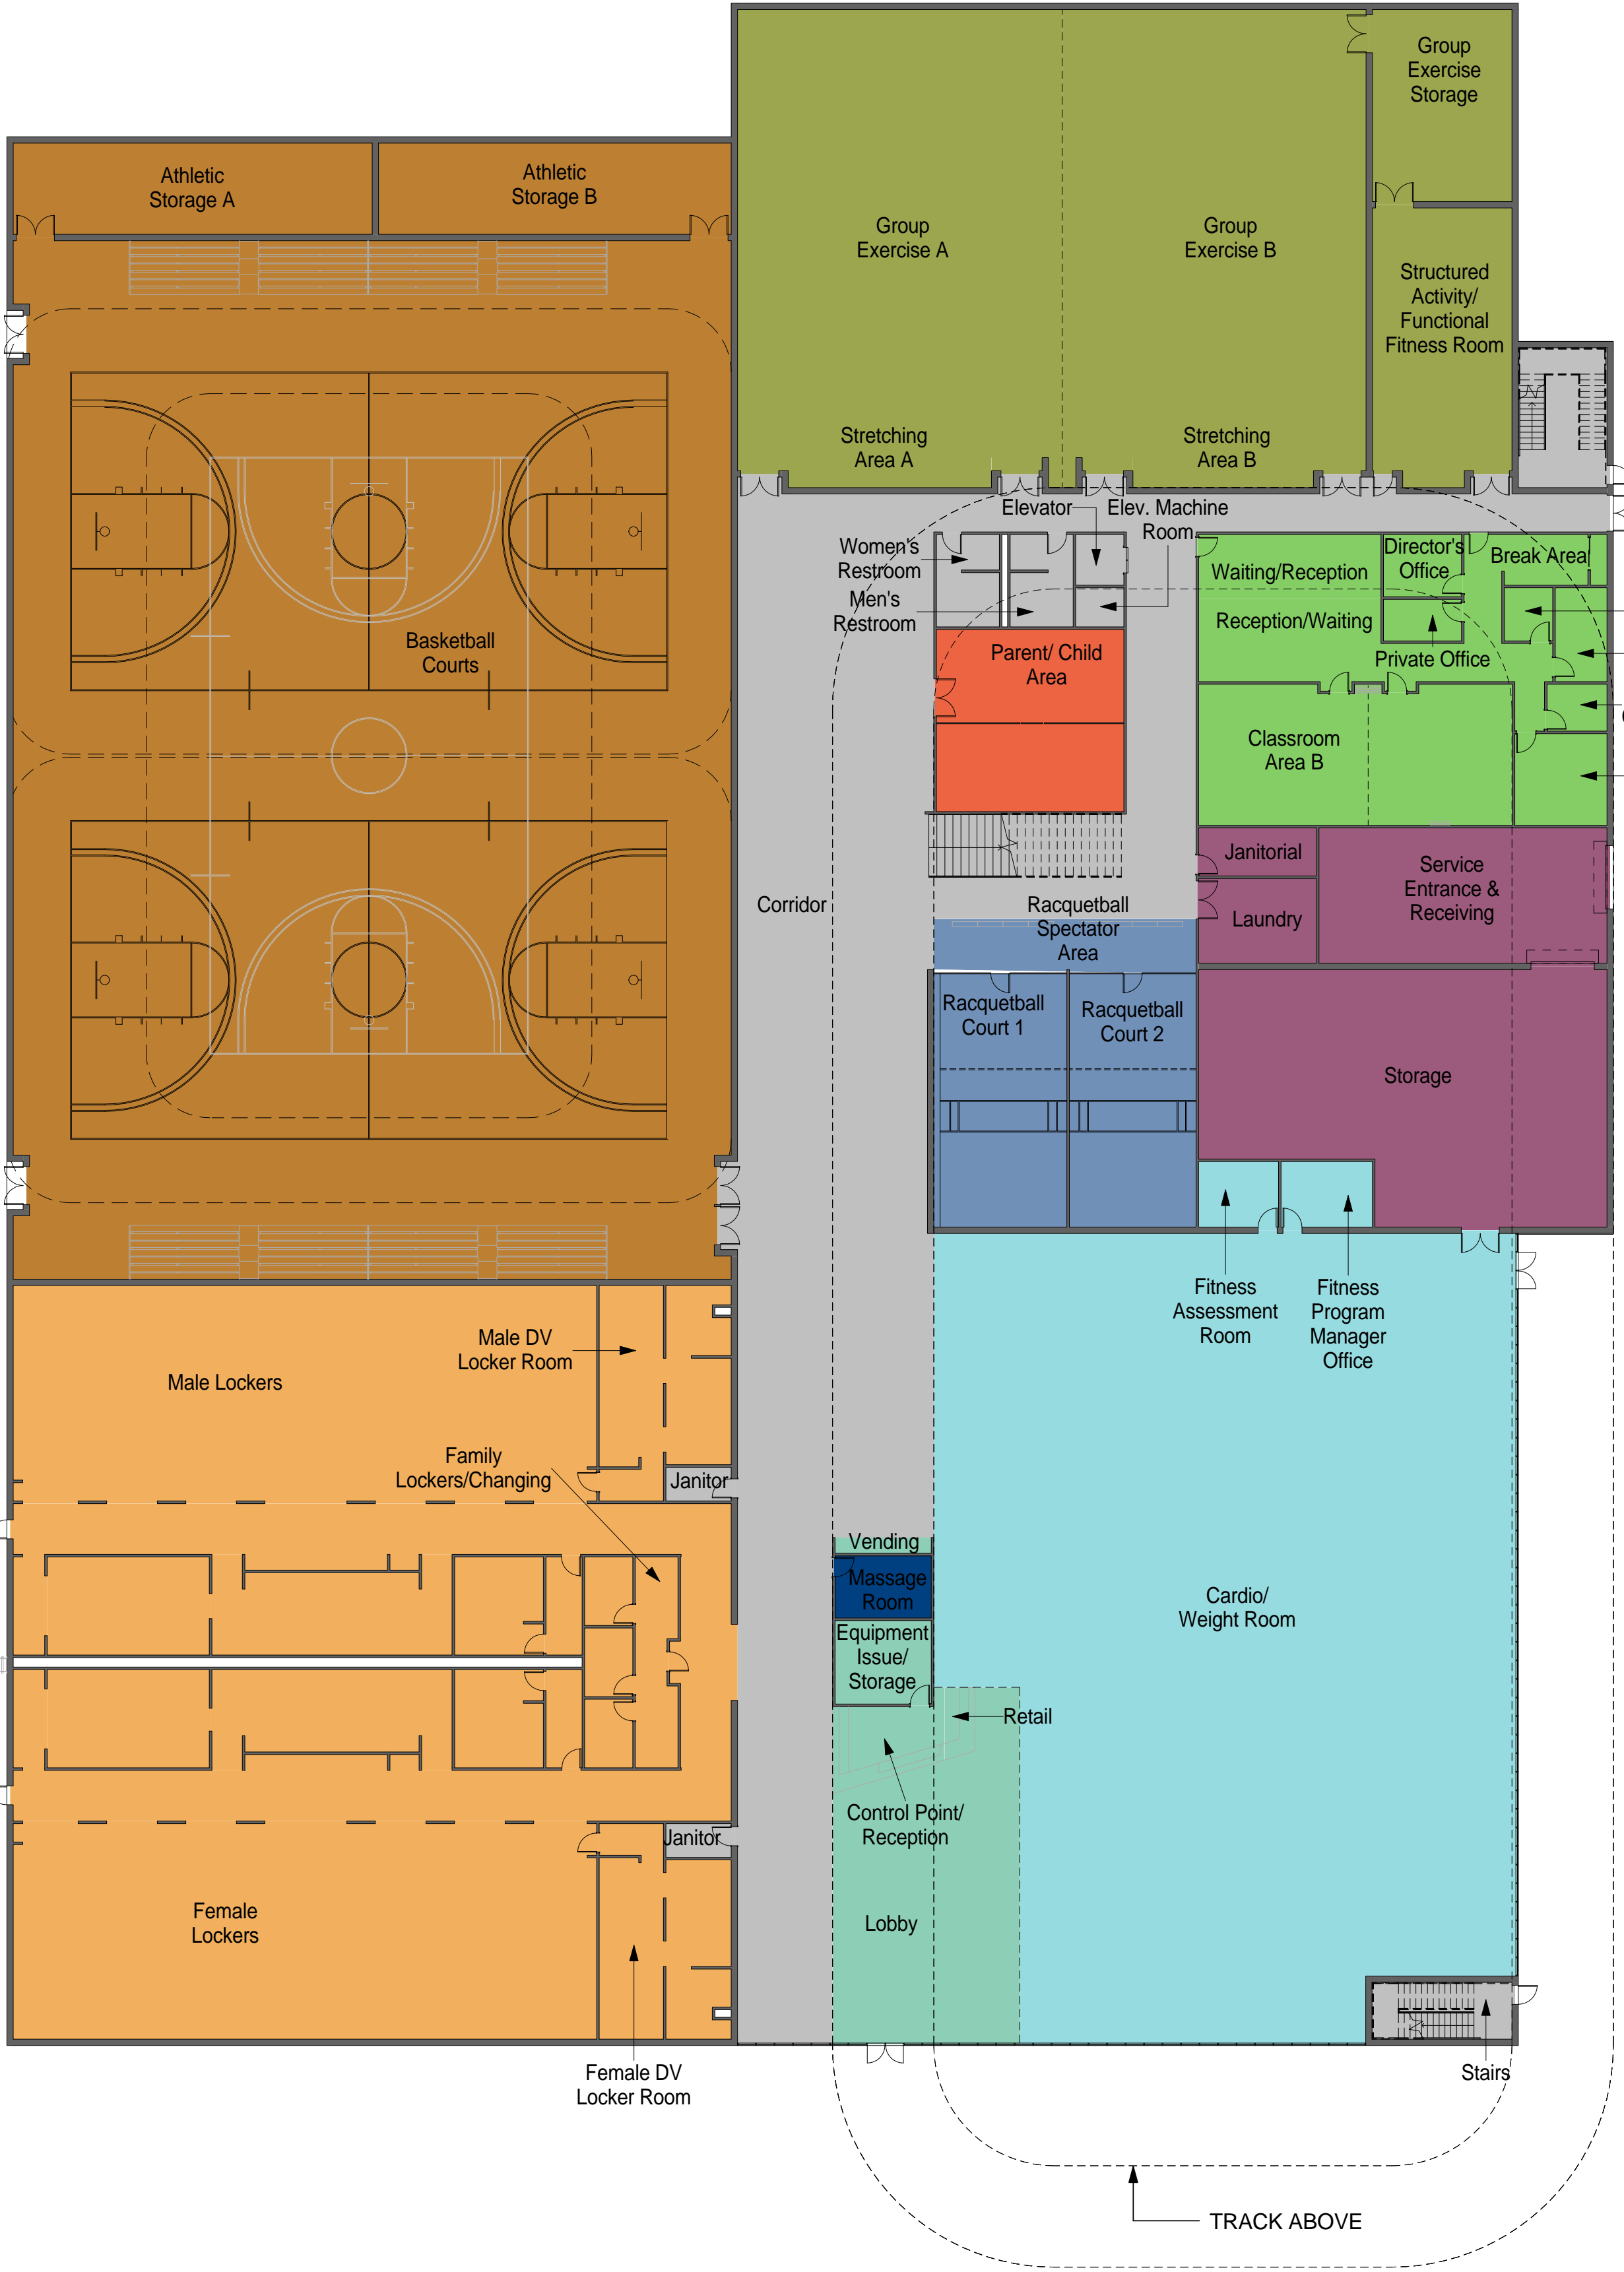 Group
Exercise
Storage
Athletic
Storage A
Athletic
Storage B
Group
Exercise A
Group
Exercise B
Structured
Activity/
Functional
Fitness Room
Stretching
Area A
Stretching
Area B
Elevator
Elev. Machine
Room
Women's
Restroom
Men's
Restroom
Waiting/Reception
Director's
Office
Break Area
Reception/Waiting
Private Office
Basketball
Courts
Parent/ Child
Area
Classroom
Area B
Janitorial
Service
Entrance &
Receiving
Corridor
Racquetball
Spectator
Area
Laundry
Racquetball
Court 1
Racquetball
Court 2
Storage
Fitness
Assessment
Room
Fitness
Program
Manager
Office
Male DV
Locker Room
Male Lockers
Family
Lockers/Changing
Janitor
Vending
Massage
Room
Cardio/
Weight Room
Equipment
Issue/
Storage
Retail
Control Point/
Reception
Janitor
Female
Lockers
Lobby
Female DV
Locker Room
Stairs
TRACK ABOVE